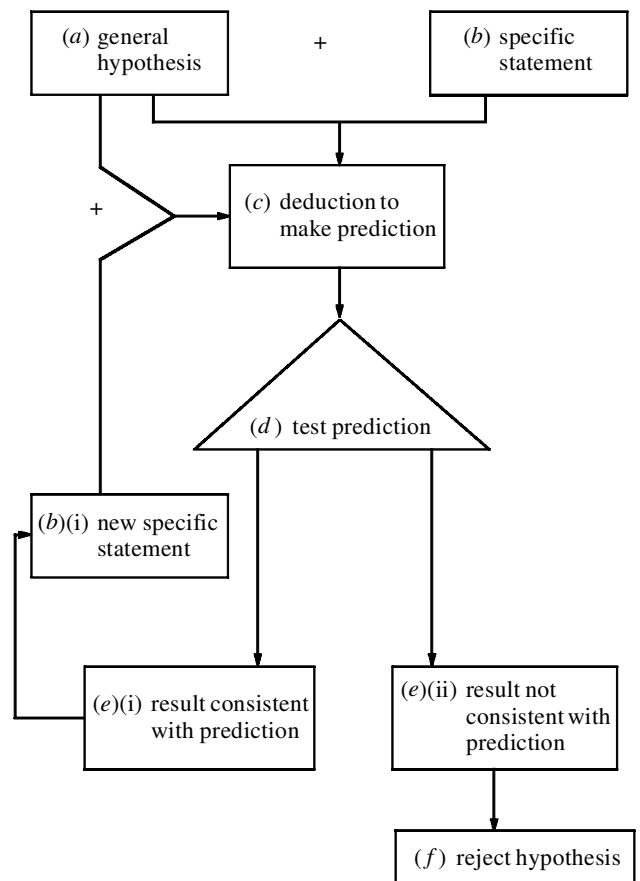 (a) general
hypothesis
+
(b) specific
statement
+
(c) deduction to
make prediction
(d) test prediction
(b)(i) new specific
statement
(e)(i) result consistent
with prediction
(e)(ii) result not
consistent with
prediction
(f) reject hypothesis